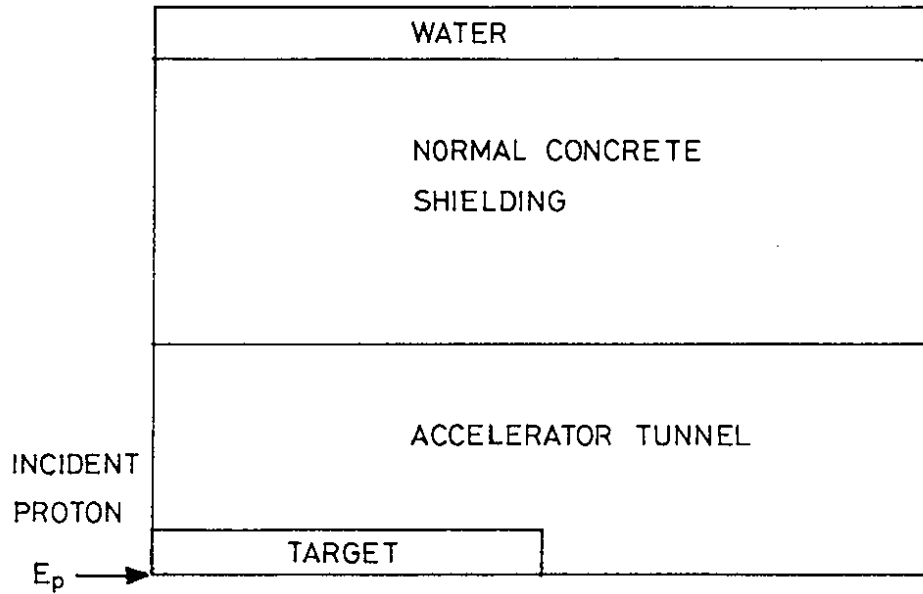 WATER
NORMAL CONCRETE
SHIELDING
ACCELERATOR TUNNEL
INCIDENT
PROTON
TARGET
Ep